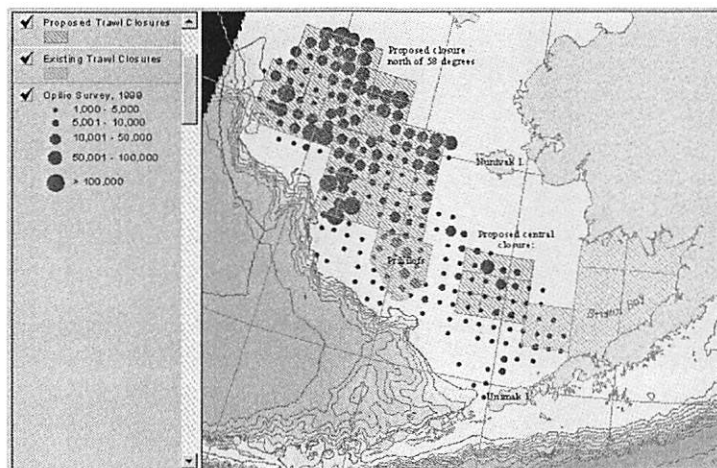 Proposed Trawl Closures
Existing Trawl Closures
Opilio Survey, 1999
1,000 - 5,000
5,001 - 10,000
10,001 - 50,000
50,001 - 100,000
> 100,000
Proposed closure
north of 58 degrees
Nunivak I.
Proposed central
closure:
Pribilofs
Bristol Bay
Unimak I.